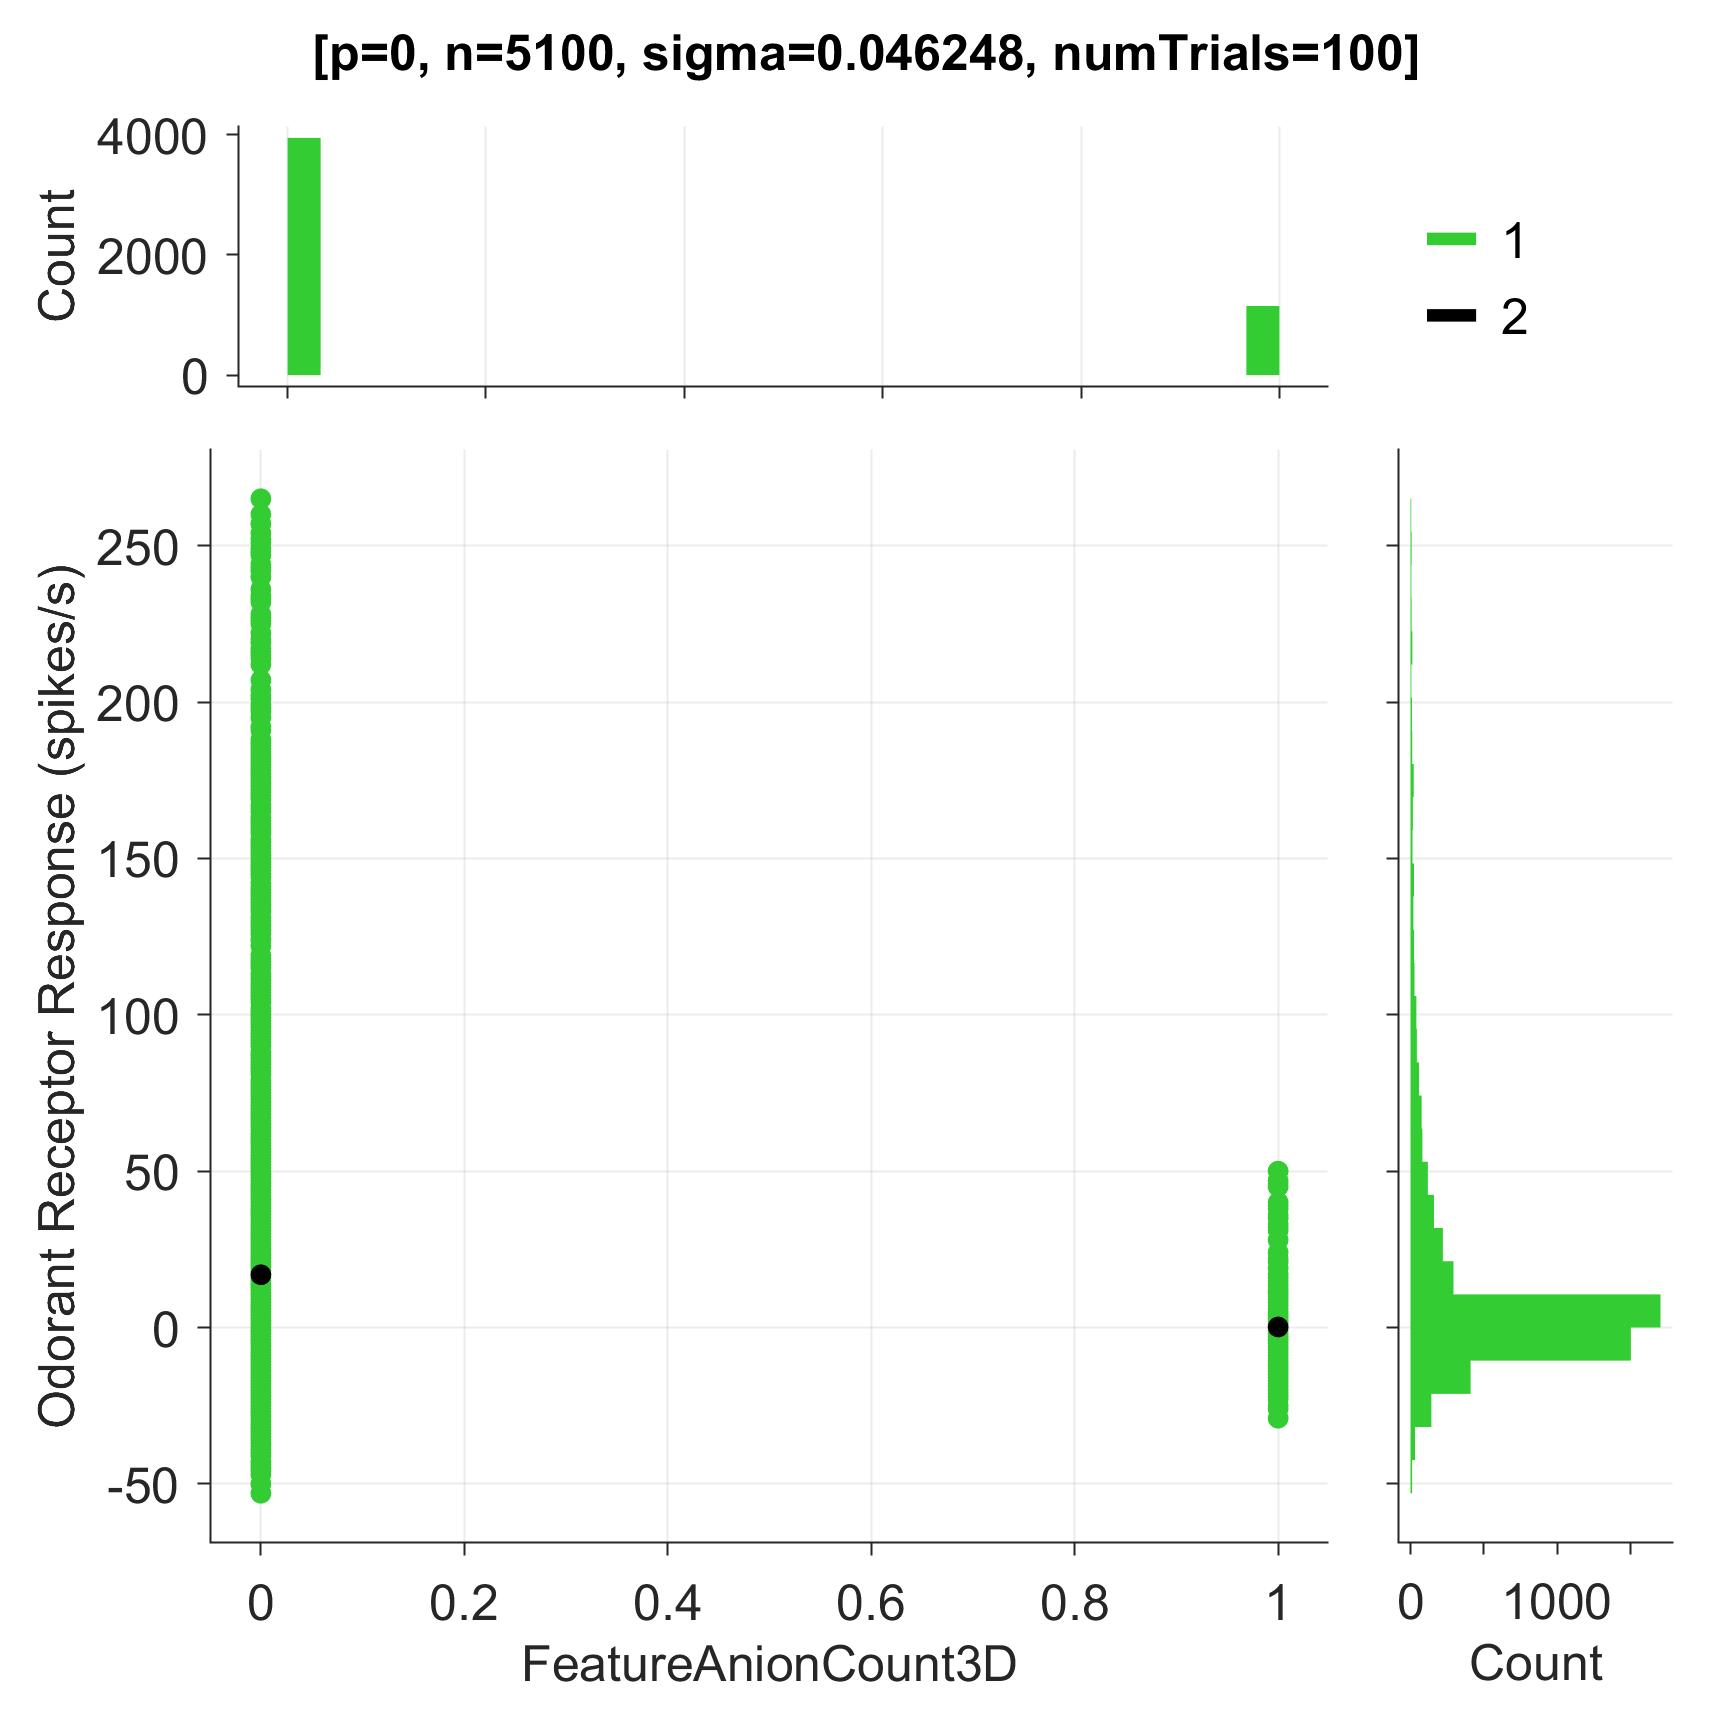 [p=0, n=5100, sigma=0.046248, numTrials=100]
4000
2000
0
Count
1
2
250
200
150
100
50
0
-50
Odorant Receptor Response (spikes/s)
0 0.2 0.4 0.6 0.8 1
FeatureAnionCount3D
0 1000
Count